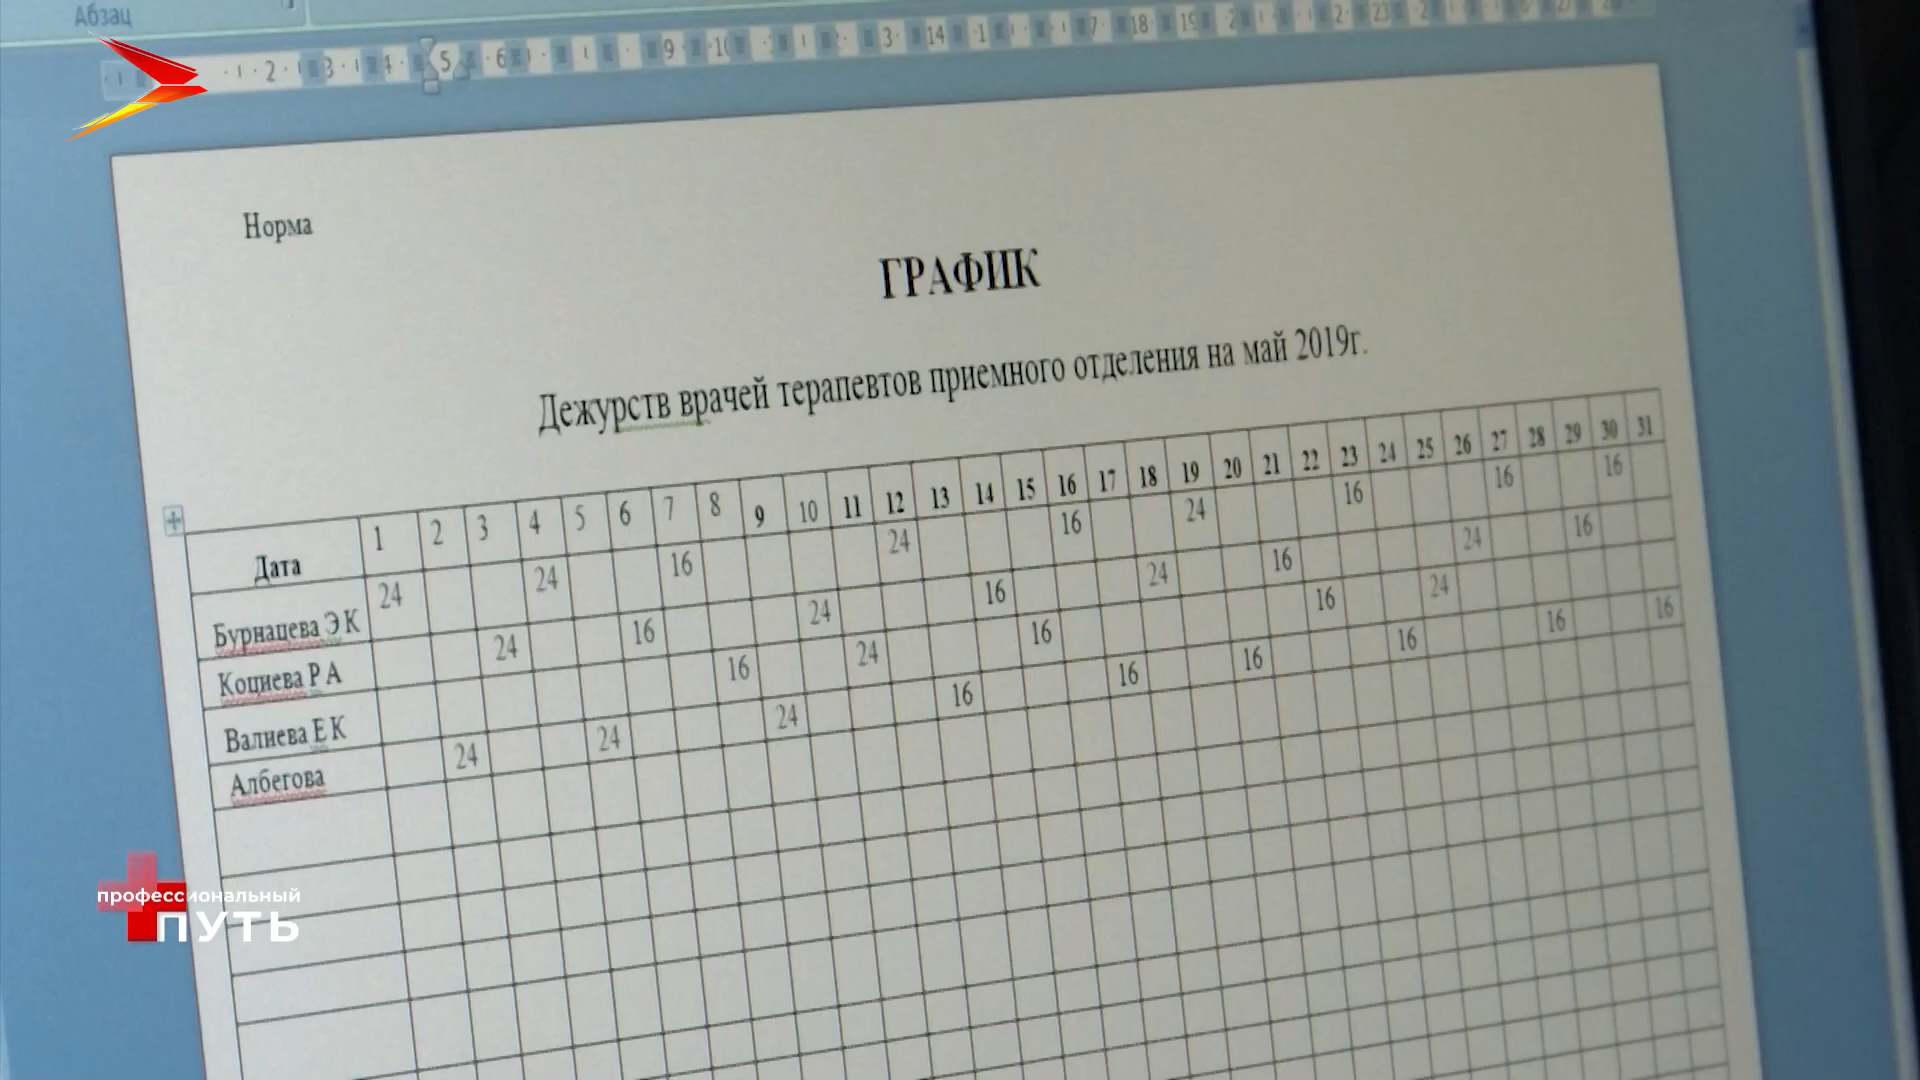 Абзац
Норма
ГРАФИК
Дежурств врачей терапевтов приемного отделения на май 2019г.
Дата 1 2 3 4 5 6 7 8 9 10 11 12 13 14 15 16 17 18 19 20 21 22 23 24 25 26 27 28 29 30 31
Бурнацева Э К 24 24 16 24 16 24 16 16 16
Коциева Р А 24 16 24 16 24 16 24 16
Валиева Е К 16 24 16 16 24
Албегова 24 24 24 16 16 16 16 16 16
профессиональный
ПУТЬ